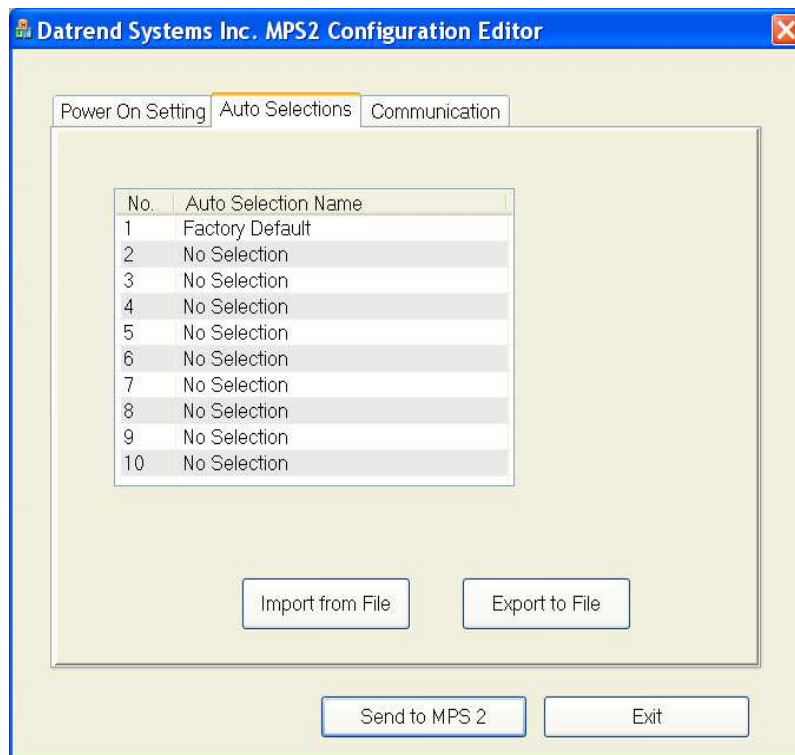 Datrend Systems Inc. MPS2 Configuration Editor
Power On Setting Auto Selections Communication
No. Auto Selection Name
1 Factory Default
2 No Selection
3 No Selection
4 No Selection
5 No Selection
6 No Selection
7 No Selection
8 No Selection
9 No Selection
10 No Selection
Import from File Export to File
Send to MPS 2 Exit